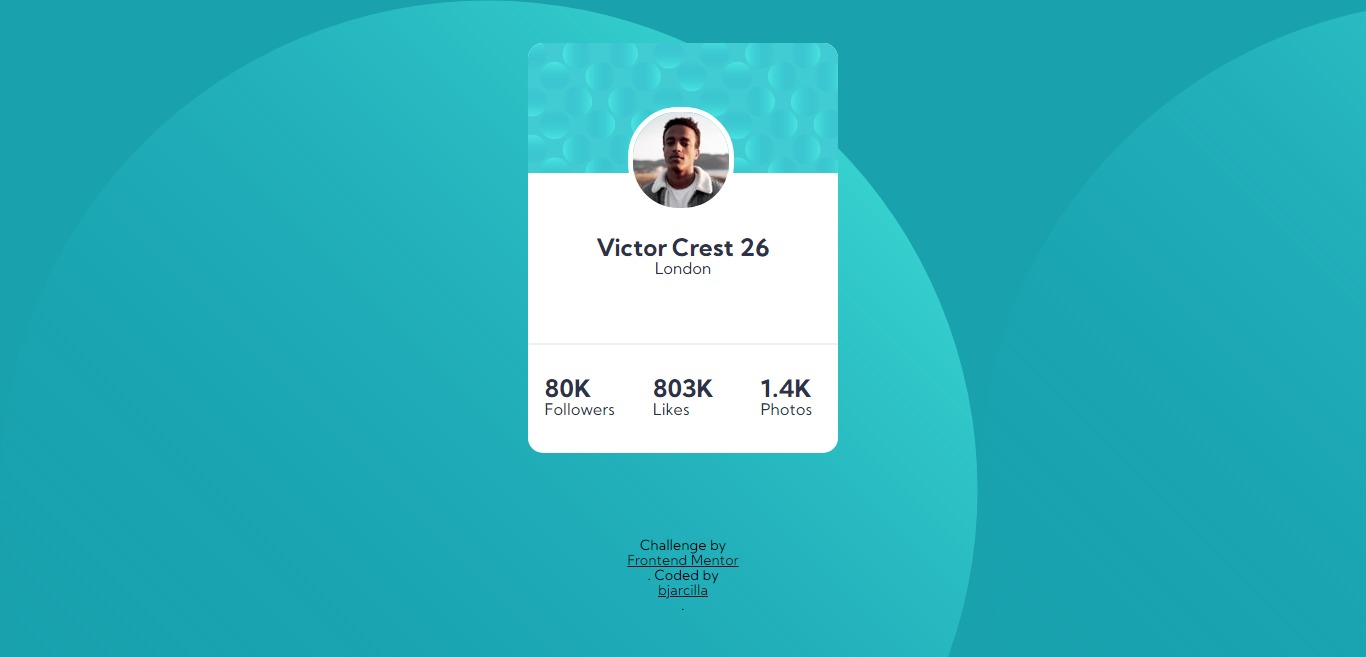 Victor Crest 26
London
80K 803K 1.4K
Followers Likes Photos
Challenge by
Frontend Mentor
. Coded by
bjarcilla
.